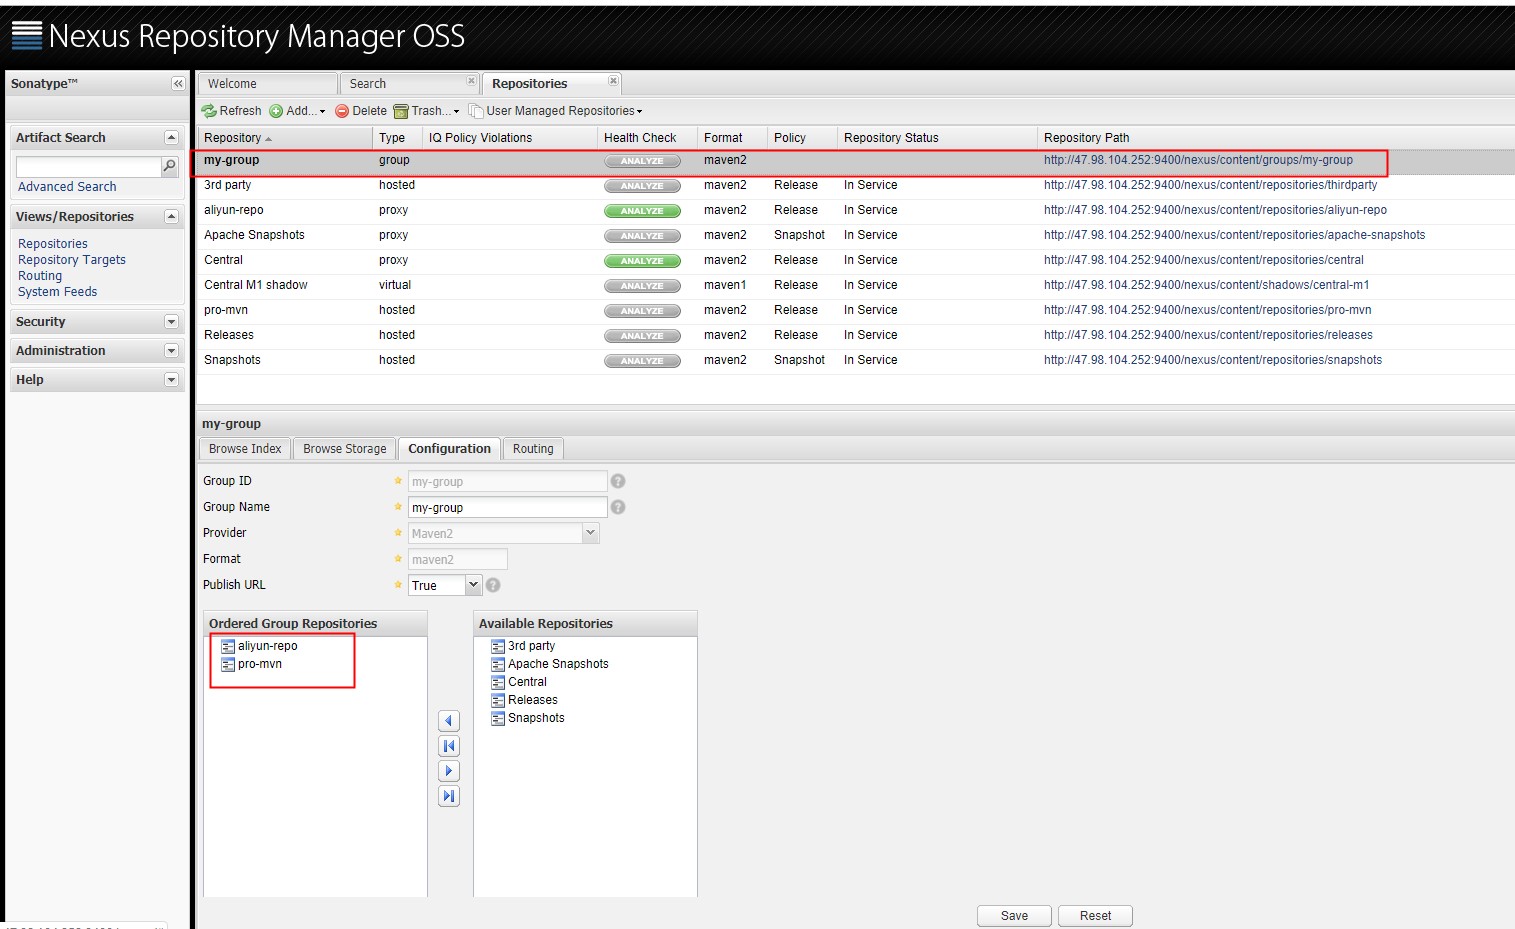 Nexus Repository Manager OSS
Sonatype™
Welcome Search Repositories
Refresh Add... Delete Trash... User Managed Repositories
Artifact Search
Advanced Search
Views/Repositories
Repositories
Repository Targets
Routing
System Feeds
Security
Administration
Help
Repository Type IQ Policy Violations Health Check Format Policy Repository Status Repository Path
my-group group ANALYZE maven2 http://47.98.104.252:9400/nexus/content/groups/my-group
3rd party hosted ANALYZE maven2 Release In Service http://47.98.104.252:9400/nexus/content/repositories/thirdparty
aliyun-repo proxy ANALYZE maven2 Release In Service http://47.98.104.252:9400/nexus/content/repositories/aliyun-repo
Apache Snapshots proxy ANALYZE maven2 Snapshot In Service http://47.98.104.252:9400/nexus/content/repositories/apache-snapshots
Central proxy ANALYZE maven2 Release In Service http://47.98.104.252:9400/nexus/content/repositories/central
Central M1 shadow virtual ANALYZE maven1 Release In Service http://47.98.104.252:9400/nexus/content/shadows/central-m1
pro-mvn hosted ANALYZE maven2 Release In Service http://47.98.104.252:9400/nexus/content/repositories/pro-mvn
Releases hosted ANALYZE maven2 Release In Service http://47.98.104.252:9400/nexus/content/repositories/releases
Snapshots hosted ANALYZE maven2 Snapshot In Service http://47.98.104.252:9400/nexus/content/repositories/snapshots
my-group
Browse Index Browse Storage Configuration Routing
Group ID my-group
Group Name my-group
Provider Maven2
Format maven2
Publish URL True
Ordered Group Repositories
aliyun-repo
pro-mvn
Available Repositories
3rd party
Apache Snapshots
Central
Releases
Snapshots
Save Reset